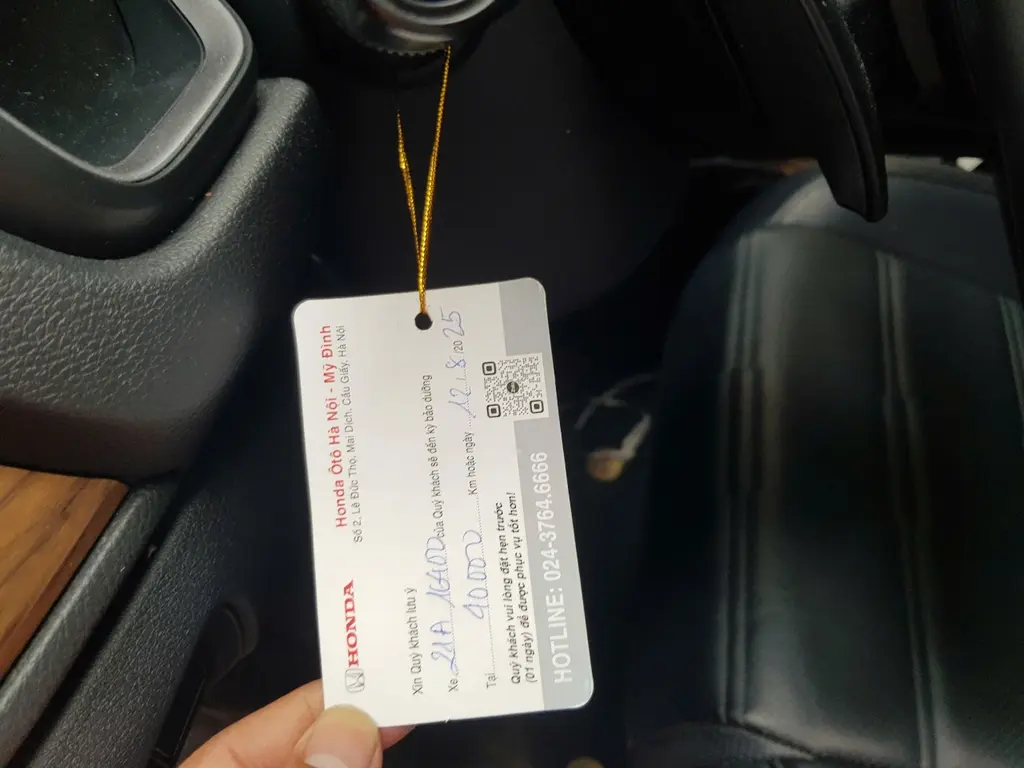 HONDA
Honda Ôtô Hà Nội - Mỹ Đình
Số 2, Lê Đức Thọ, Mai Dịch, Cầu Giấy, Hà Nội
Xin Quý khách lưu ý
Xe 21A 16400 của Quý khách sẽ đến kỳ bảo dưỡng
Tại 40.000 Km hoặc ngày 12/8/2025
Quý khách vui lòng đặt hẹn trước
(01 ngày) để được phục vụ tốt hơn!
HOTLINE: 024-3764.6666